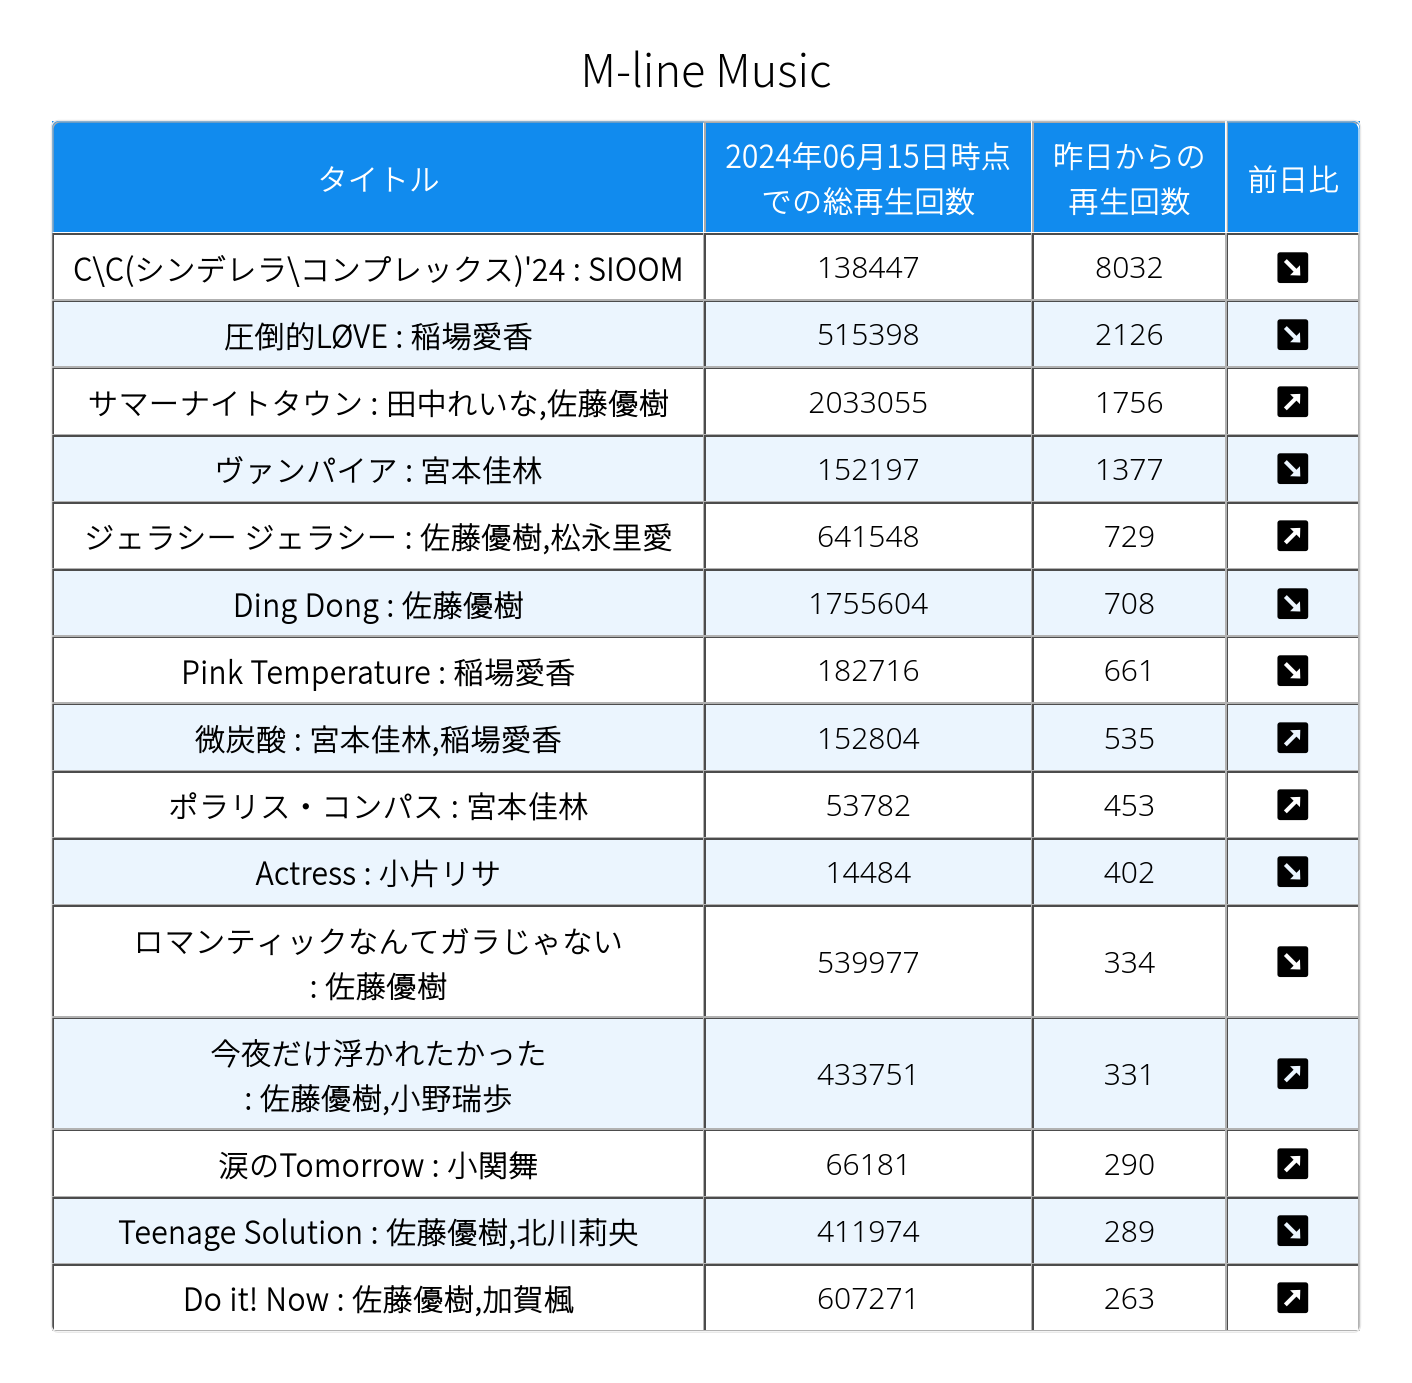 M-line Music
タイトル
2024年06月15日時点
での総再生回数
昨日からの
再生回数
前日比
C\C(シンデレラ\コンプレックス)'24 : SIOOM 138447 8032 ↘
圧倒的LØVE : 稲場愛香 515398 2126 ↘
サマーナイトタウン : 田中れいな,佐藤優樹 2033055 1756 ↗
ヴァンパイア : 宮本佳林 152197 1377 ↘
ジェラシー ジェラシー : 佐藤優樹,松永里愛 641548 729 ↗
Ding Dong : 佐藤優樹 1755604 708 ↘
Pink Temperature : 稲場愛香 182716 661 ↘
微炭酸 : 宮本佳林,稲場愛香 152804 535 ↗
ポラリス・コンパス : 宮本佳林 53782 453 ↗
Actress : 小片リサ 14484 402 ↘
ロマンティックなんてガラじゃない
: 佐藤優樹 539977 334 ↘
今夜だけ浮かれたかった
: 佐藤優樹,小野瑞歩 433751 331 ↗
涙のTomorrow : 小関舞 66181 290 ↗
Teenage Solution : 佐藤優樹,北川莉央 411974 289 ↘
Do it! Now : 佐藤優樹,加賀楓 607271 263 ↗